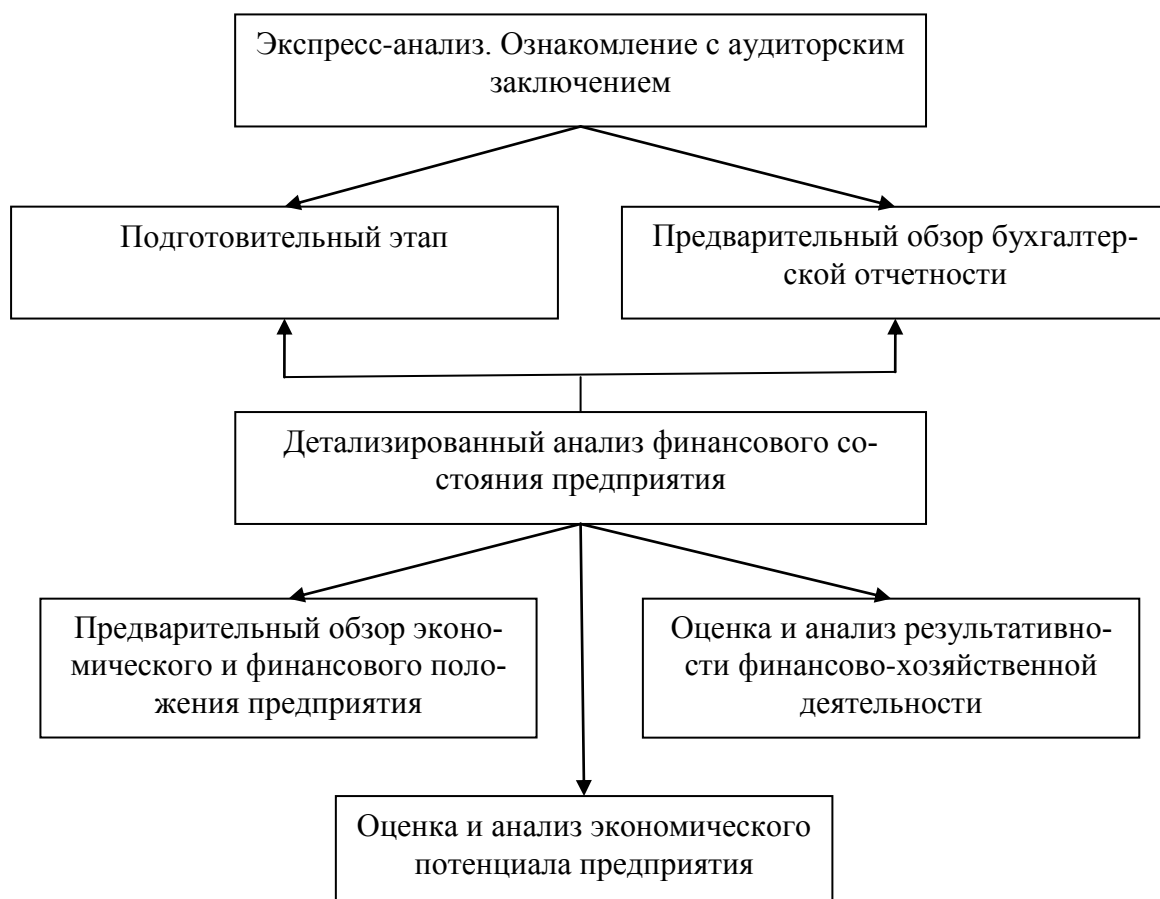 Экспресс-анализ. Ознакомление с аудиторским
заключением
Подготовительный этап
Предварительный обзор бухгалтер-
ской отчетности
Детализированный анализ финансового со-
стояния предприятия
Предварительный обзор эконо-
мического и финансового поло-
жения предприятия
Оценка и анализ результативно-
сти финансово-хозяйственной
деятельности
Оценка и анализ экономического
потенциала предприятия